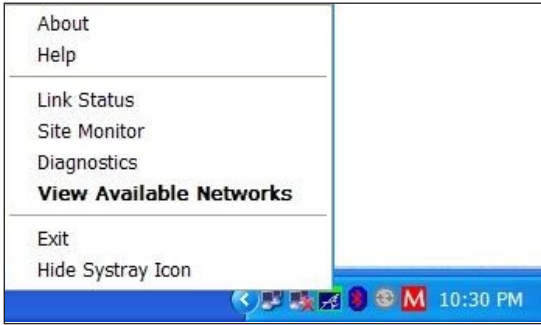 About
Help
Link Status
Site Monitor
Diagnostics
View Available Networks
Exit
Hide Systray Icon
M 10:30 PM